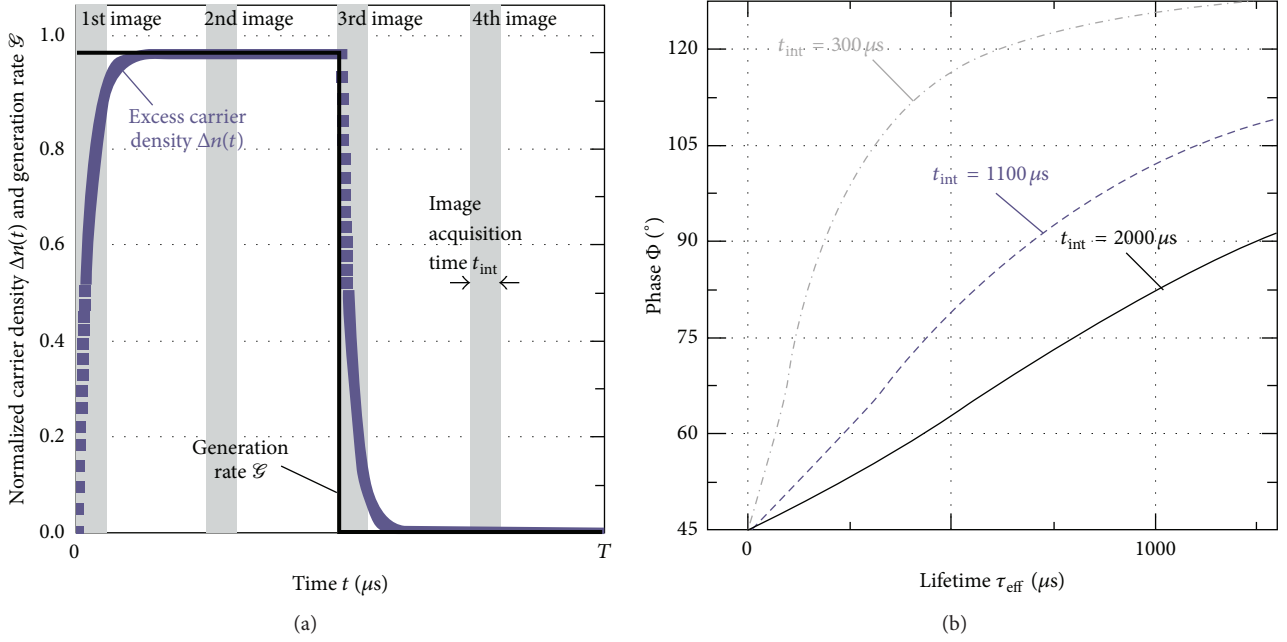 1st image 2nd image 3rd image 4th image
1.0
0.8
0.6
0.4
0.2
0.0
Normalized carrier density Δn(t) and generation rate 𝒢
Excess carrier
density Δn(t)
Image
acquisition
time t_int
Generation
rate 𝒢
0 T
Time t (μs)
(a)
120
105
90
75
60
45
Phase Φ (°)
t_int = 300 μs
t_int = 1100 μs
t_int = 2000 μs
0 1000
Lifetime τ_eff (μs)
(b)